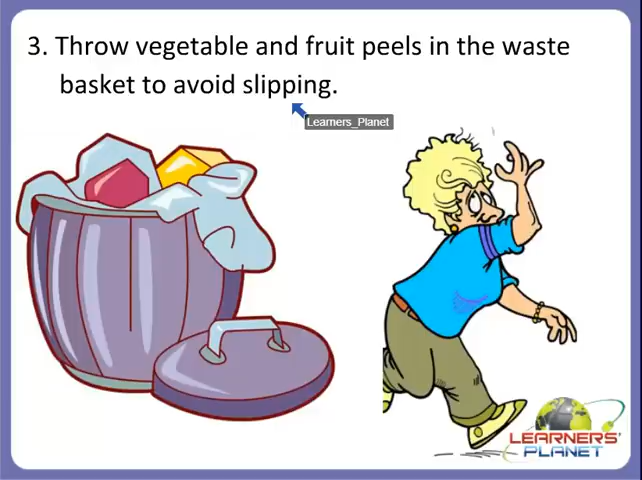 3. Throw vegetable and fruit peels in the waste
basket to avoid slipping.
Learners_Planet
LEARNERS'
PLANET